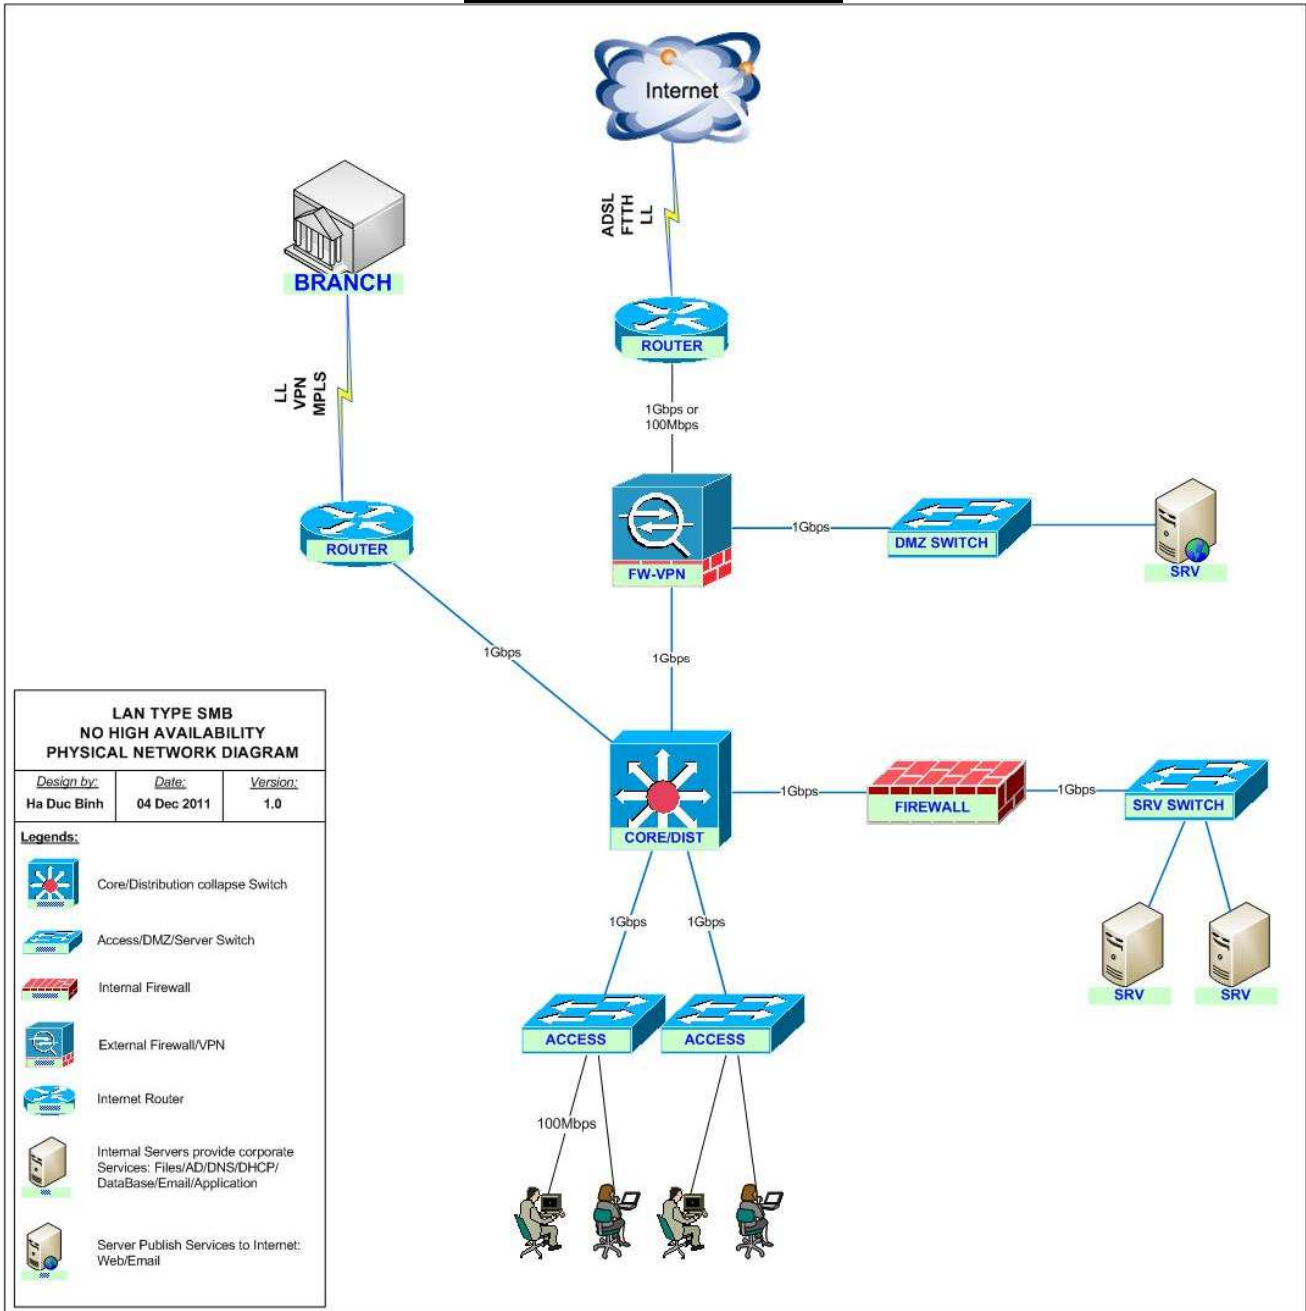 Internet
ADSL
FTTH
LL
BRANCH
ROUTER
LL
VPN
MPLS
1Gbps or
100Mbps
ROUTER
FW-VPN
1Gbps
DMZ SWITCH
SRV
1Gbps
1Gbps
CORE/DIST
1Gbps
FIREWALL
1Gbps
SRV SWITCH
SRV
SRV
1Gbps
1Gbps
ACCESS
ACCESS
100Mbps
LAN TYPE SMB
NO HIGH AVAILABILITY
PHYSICAL NETWORK DIAGRAM
Design by:
Ha Duc Binh
Date:
04 Dec 2011
Version:
1.0
Legends:
Core/Distribution collapse Switch
Access/DMZ/Server Switch
Internal Firewall
External Firewall/VPN
Internet Router
Internal Servers provide corporate
Services: Files/AD/DNS/DHCP/
DataBase/Email/Application
Server Publish Services to Internet:
Web/Email